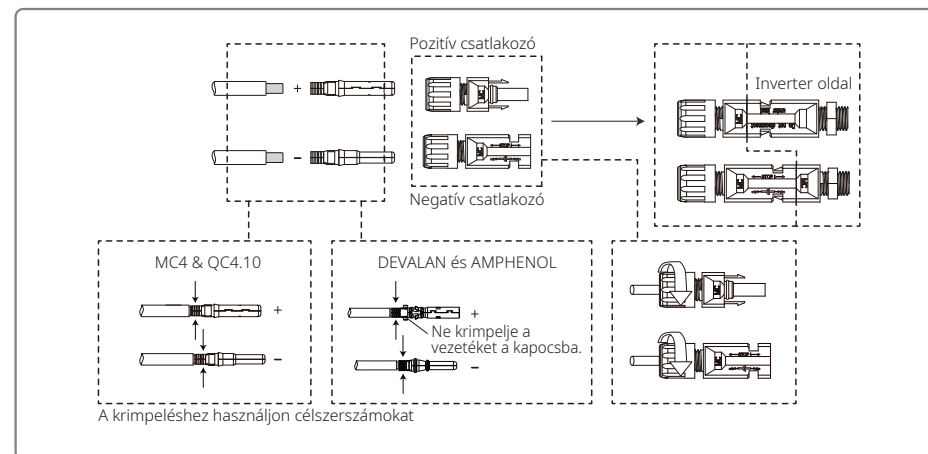 Pozitív csatlakozó
Inverter oldal
+
−
Negatív csatlakozó
MC4 & QC4.10
+
−
DEVALAN és AMPHENOL
+
Ne krimpelje a
vezetéket a kapocsba.
−
A krimpeléshez használjon célszerszámokat